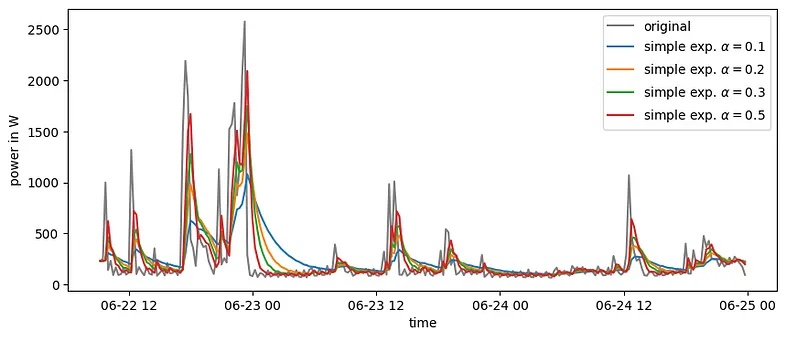 2500
2000
1500
1000
500
0
power in W
original
simple exp. α = 0.1
simple exp. α = 0.2
simple exp. α = 0.3
simple exp. α = 0.5
06-22 12
06-23 00
06-23 12
06-24 00
06-24 12
06-25 00
time